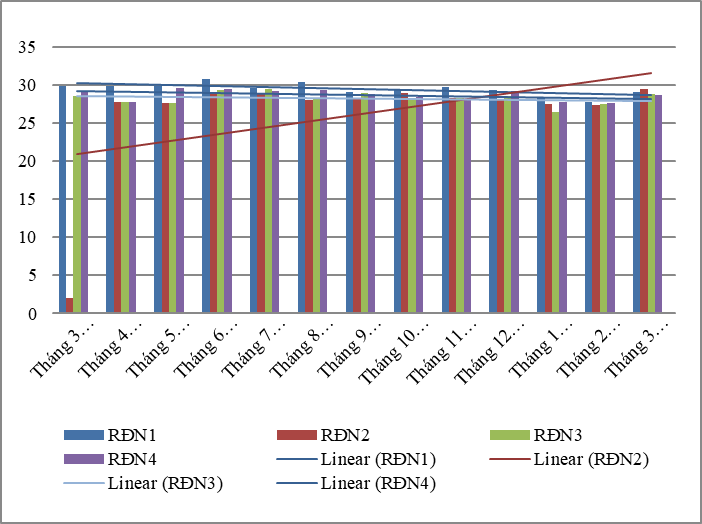 35
30
25
20
15
10
5
0
Tháng 3…
Tháng 4…
Tháng 5…
Tháng 6…
Tháng 7…
Tháng 8…
Tháng 9…
Tháng 10…
Tháng 11…
Tháng 12…
Tháng 1…
Tháng 2…
Tháng 3…
RĐN1 RĐN2 RĐN3
RĐN4 Linear (RĐN1) Linear (RĐN2)
Linear (RĐN3) Linear (RĐN4)